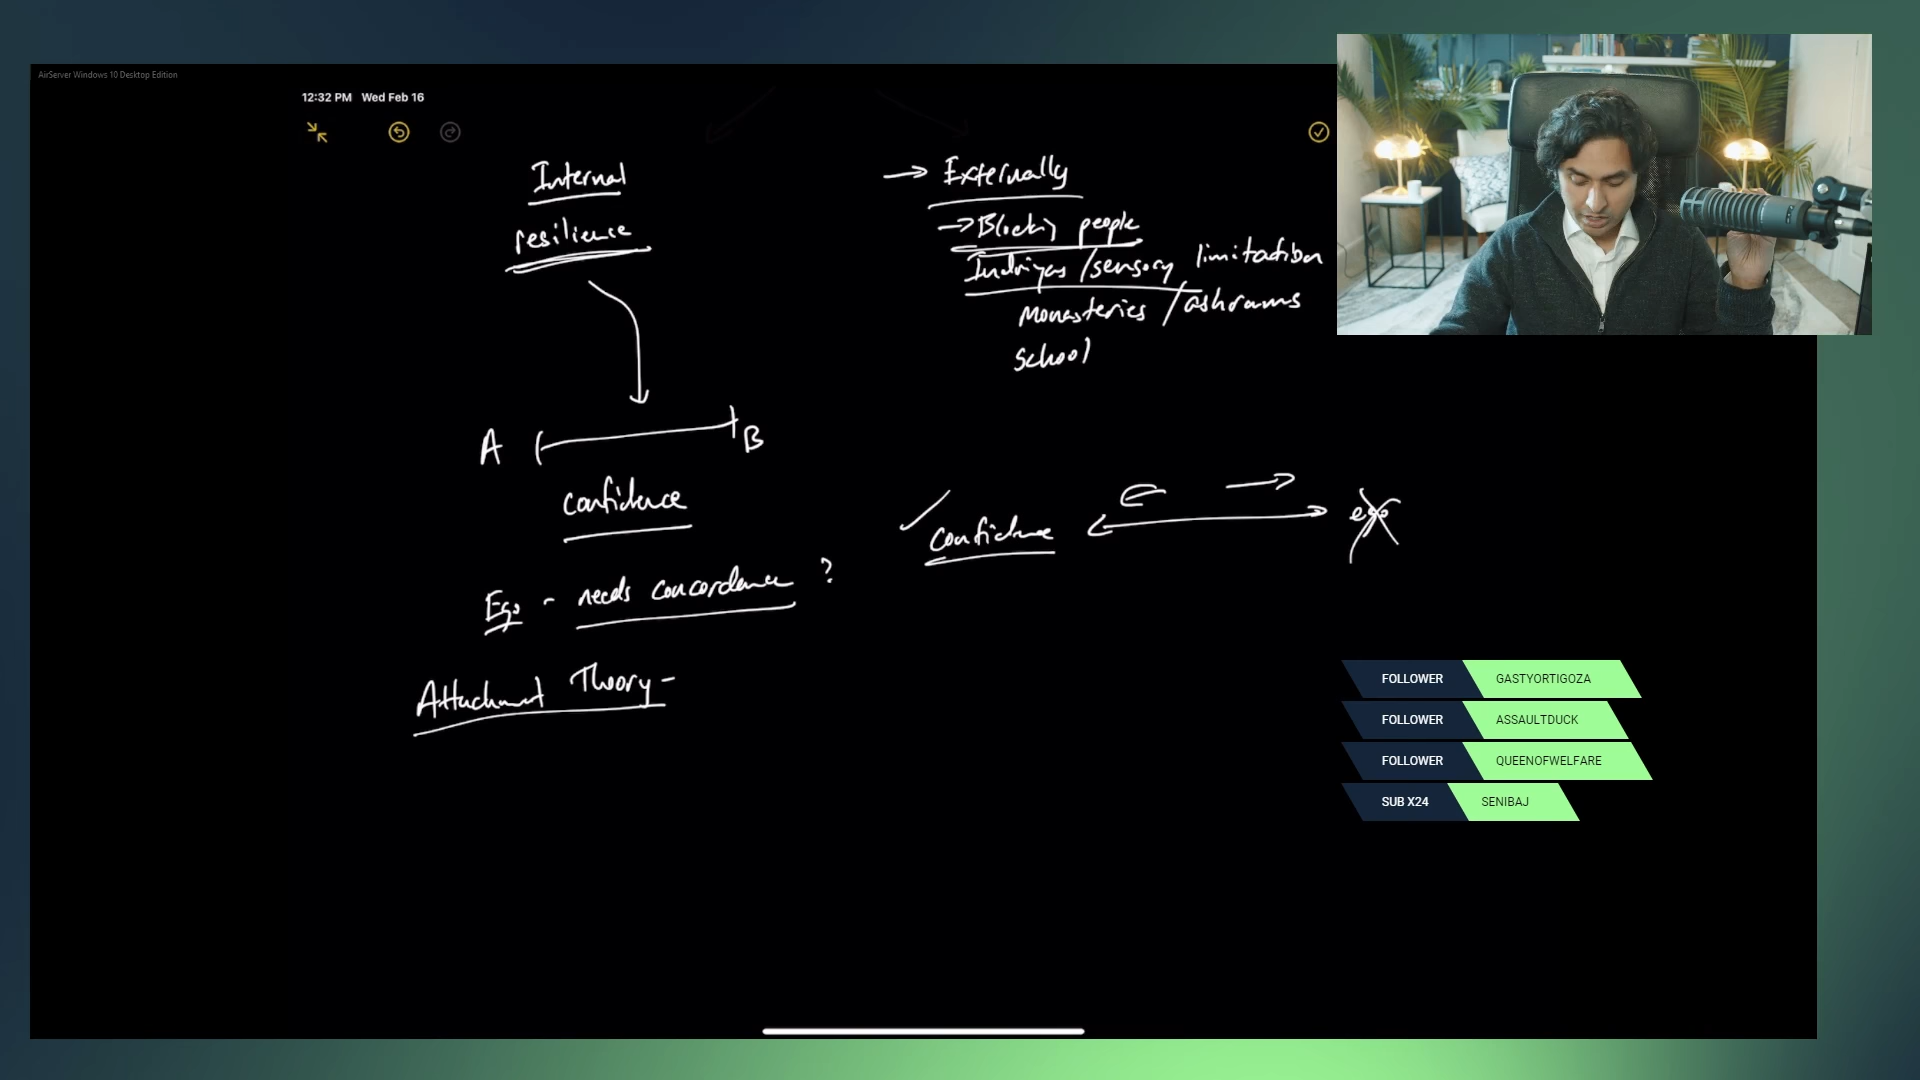 AirServer Windows 10 Desktop Edition
12:32 PM Wed Feb 16
Internal
resilience
→ Externally
→ Blocking people
Indriyas / sensory limitation
Monasteries / ashrams
School
A B
confidence
Confidence
ego
Ego - needs concordance ?
Attachment Theory -
FOLLOWER GASTYORTIGOZA
FOLLOWER ASSAULTDUCK
FOLLOWER QUEENOFWELFARE
SUB X24 SENIBAJ